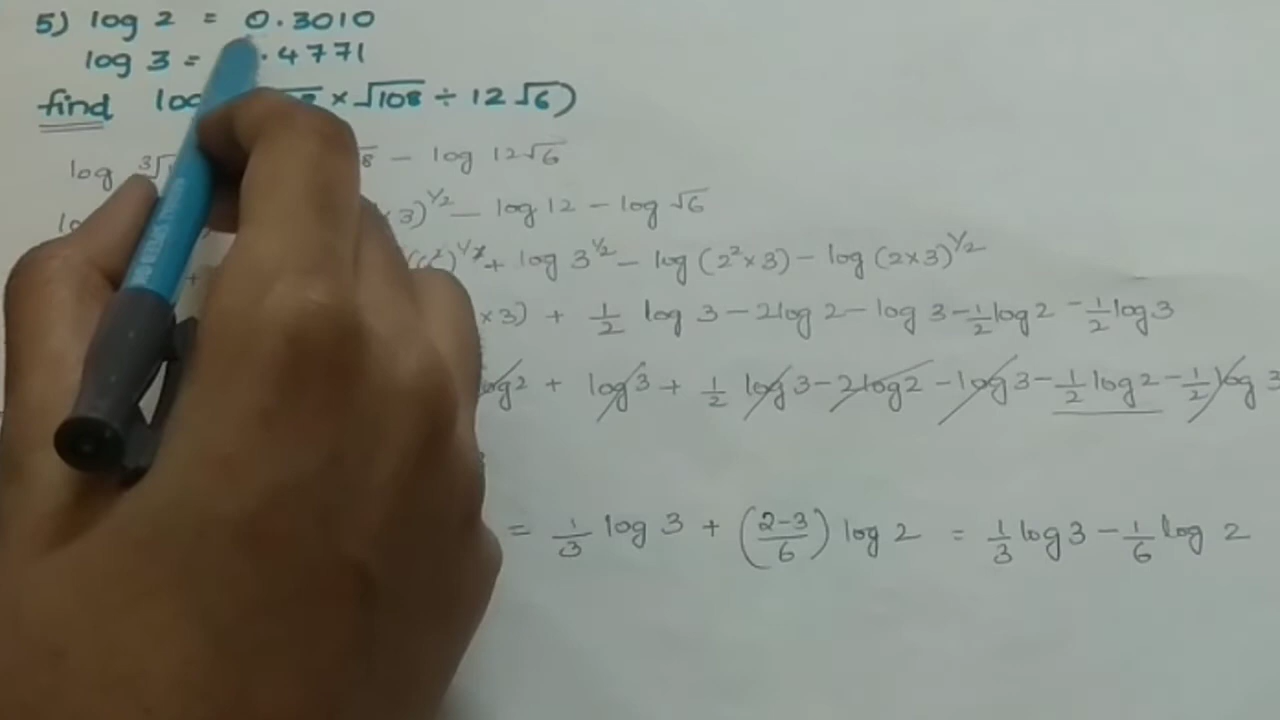 5) log 2 = 0.3010
log 3 = .4771
find × √108 ÷ 12√6)
log ³√ − log 12√6
× 3)^1/2 − log 12 − log √6
+ log 3^1/2 − log (2² × 3) − log (2 × 3)^1/2
× 3) + 1/2 log 3 − 2 log 2 − log 3 − 1/2 log 2 − 1/2 log 3
log 2 + log 3 + 1/2 log 3 − 2 log 2 − log 3 − 1/2 log 2 − 1/2 log 3
= 1/3 log 3 + (2−3/6) log 2 = 1/3 log 3 − 1/6 log 2